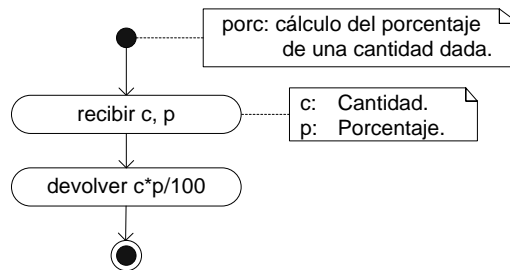 porc: cálculo del porcentaje
de una cantidad dada.
recibir c, p
c: Cantidad.
p: Porcentaje.
devolver c*p/100